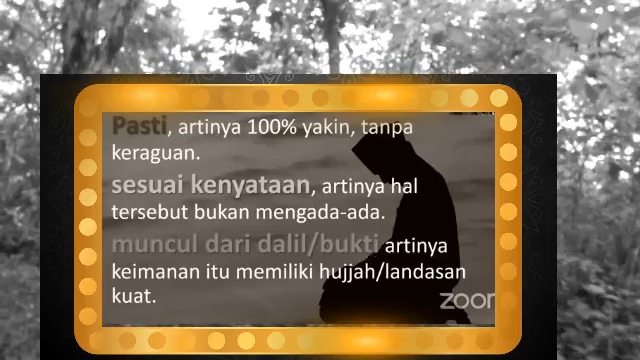 Pasti, artinya 100% yakin, tanpa
keraguan.
sesuai kenyataan, artinya hal
tersebut bukan mengada-ada.
muncul dari dalil/bukti artinya
keimanan itu memiliki hujjah/landasan
kuat.
zoom